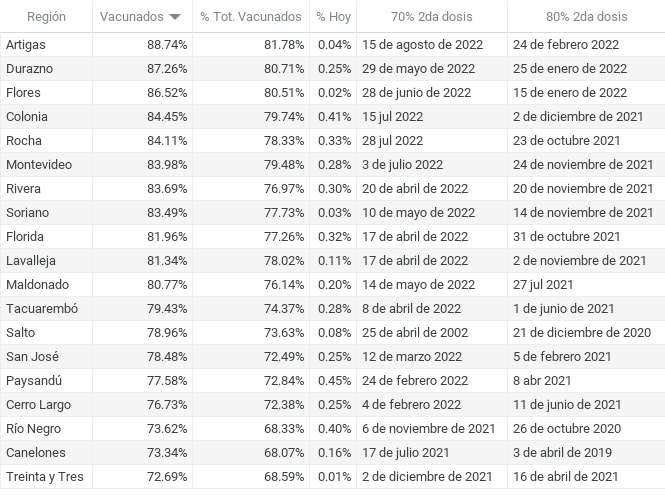 Región Vacunados % Tot. Vacunados % Hoy 70% 2da dosis 80% 2da dosis
Artigas 88.74% 81.78% 0.04% 15 de agosto de 2022 24 de febrero 2022
Durazno 87.26% 80.71% 0.25% 29 de mayo de 2022 25 de enero de 2022
Flores 86.52% 80.51% 0.02% 28 de junio de 2022 15 de enero de 2022
Colonia 84.45% 79.74% 0.41% 15 jul 2022 2 de diciembre de 2021
Rocha 84.11% 78.33% 0.33% 28 jul 2022 23 de octubre 2021
Montevideo 83.98% 79.48% 0.28% 3 de julio 2022 24 de noviembre de 2021
Rivera 83.69% 76.97% 0.30% 20 de abril de 2022 20 de noviembre de 2021
Soriano 83.49% 77.73% 0.03% 10 de mayo de 2022 14 de noviembre de 2021
Florida 81.96% 77.26% 0.32% 17 de abril de 2022 31 de octubre 2021
Lavalleja 81.34% 78.02% 0.11% 17 de abril de 2022 2 de noviembre de 2021
Maldonado 80.77% 76.14% 0.20% 14 de mayo de 2022 27 jul 2021
Tacuarembó 79.43% 74.37% 0.28% 8 de abril de 2022 1 de junio de 2021
Salto 78.96% 73.63% 0.08% 25 de abril de 2002 21 de diciembre de 2020
San José 78.48% 72.49% 0.25% 12 de marzo 2022 5 de febrero 2021
Paysandú 77.58% 72.84% 0.45% 24 de febrero 2022 8 abr 2021
Cerro Largo 76.73% 72.38% 0.25% 4 de febrero 2022 11 de junio de 2021
Río Negro 73.62% 68.33% 0.40% 6 de noviembre de 2021 26 de octubre 2020
Canelones 73.34% 68.07% 0.16% 17 de julio 2021 3 de abril de 2019
Treinta y Tres 72.69% 68.59% 0.01% 2 de diciembre de 2021 16 de abril de 2021